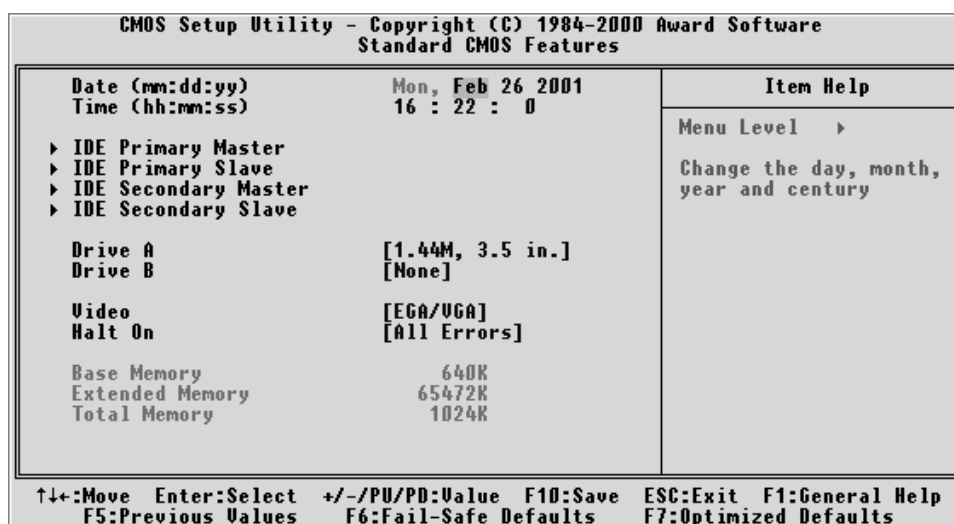 CMOS Setup Utility - Copyright (C) 1984-2000 Award Software
Standard CMOS Features
Date (mm:dd:yy) Mon, Feb 26 2001
Time (hh:mm:ss) 16 : 22 : 0
▸ IDE Primary Master
▸ IDE Primary Slave
▸ IDE Secondary Master
▸ IDE Secondary Slave
Drive A [1.44M, 3.5 in.]
Drive B [None]
Video [EGA/VGA]
Halt On [All Errors]
Base Memory 640K
Extended Memory 65472K
Total Memory 1024K
Item Help
Menu Level ▸
Change the day, month,
year and century
↑↓←:Move Enter:Select +/-/PU/PD:Value F10:Save ESC:Exit F1:General Help
F5:Previous Values F6:Fail-Safe Defaults F7:Optimized Defaults